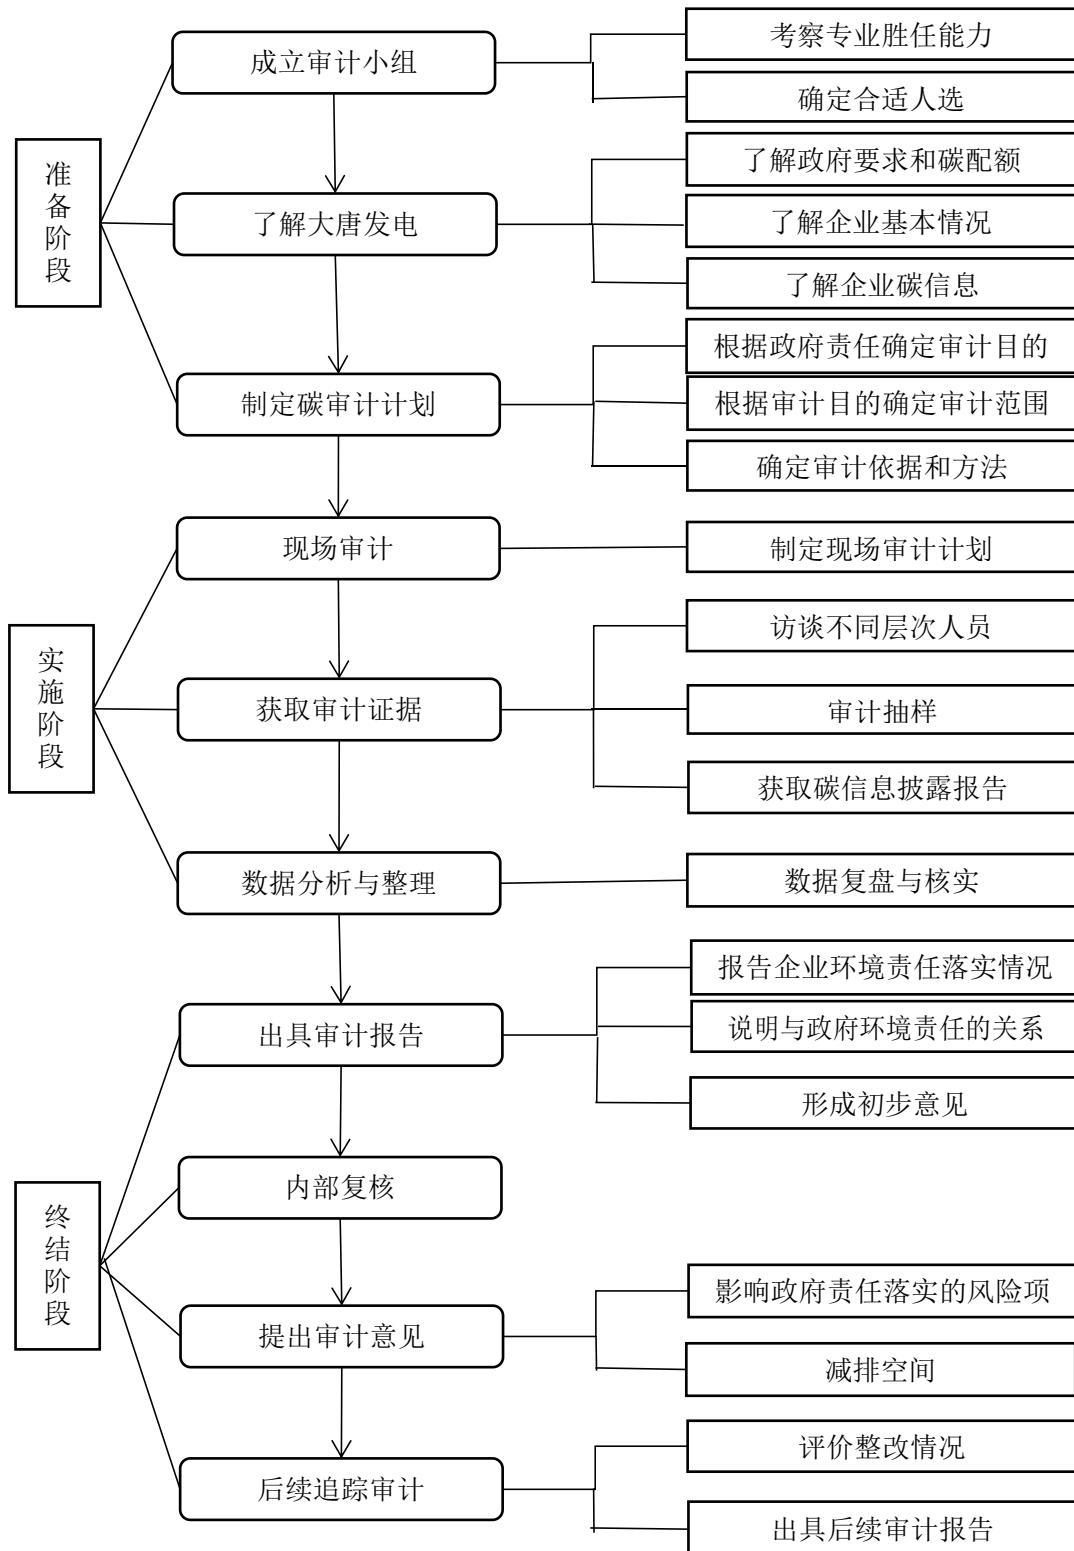 准备阶段
成立审计小组
考察专业胜任能力
确定合适人选
了解大唐发电
了解政府要求和碳配额
了解企业基本情况
了解企业碳信息
制定碳审计计划
根据政府责任确定审计目的
根据审计目的确定审计范围
确定审计依据和方法
实施阶段
现场审计
制定现场审计计划
获取审计证据
访谈不同层次人员
审计抽样
获取碳信息披露报告
数据分析与整理
数据复盘与核实
终结阶段
出具审计报告
报告企业环境责任落实情况
说明与政府环境责任的关系
形成初步意见
内部复核
提出审计意见
影响政府责任落实的风险项
减排空间
后续追踪审计
评价整改情况
出具后续审计报告